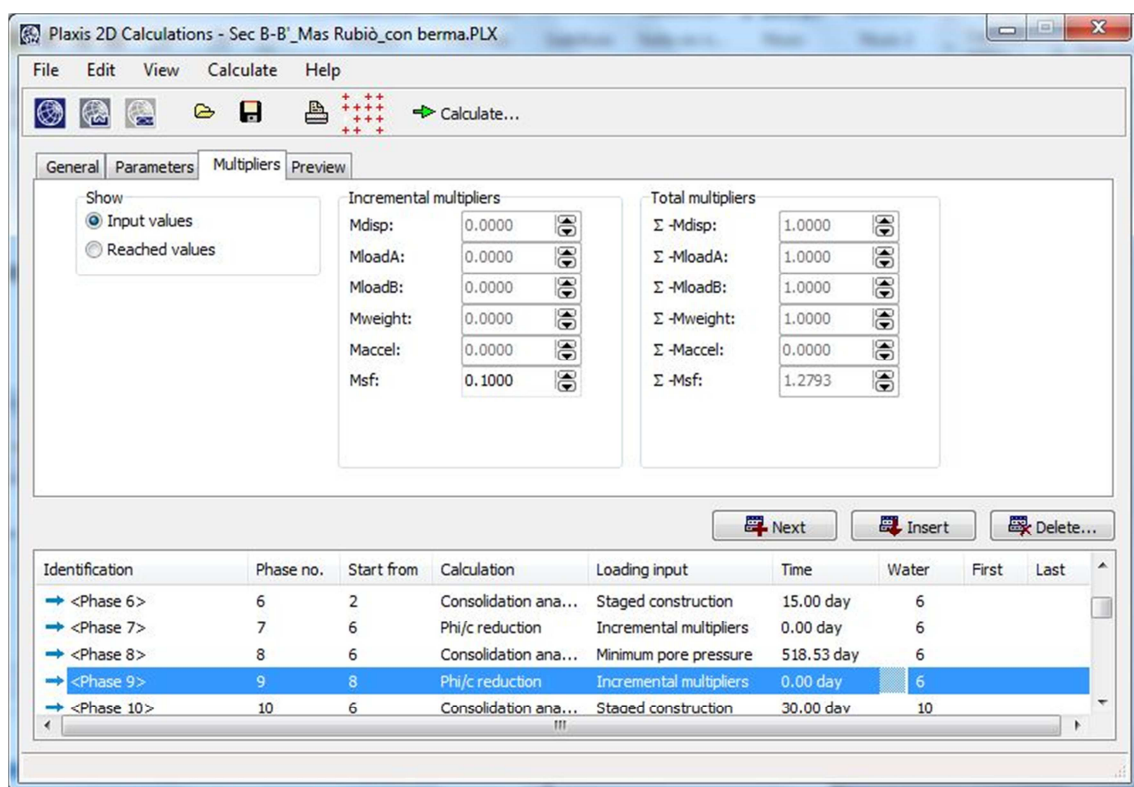 Plaxis 2D Calculations - Sec B-B'_Mas Rubiò_con berma.PLX
File Edit View Calculate Help
Calculate...
General Parameters Multipliers Preview
Show
Input values
Reached values
Incremental multipliers
Mdisp: 0.0000
MloadA: 0.0000
MloadB: 0.0000
Mweight: 0.0000
Maccel: 0.0000
Msf: 0.1000
Total multipliers
Σ -Mdisp: 1.0000
Σ -MloadA: 1.0000
Σ -MloadB: 1.0000
Σ -Mweight: 1.0000
Σ -Maccel: 0.0000
Σ -Msf: 1.2793
Next Insert Delete...
Identification Phase no. Start from Calculation Loading input Time Water First Last
<Phase 6> 6 2 Consolidation ana... Staged construction 15.00 day 6
<Phase 7> 7 6 Phi/c reduction Incremental multipliers 0.00 day 6
<Phase 8> 8 6 Consolidation ana... Minimum pore pressure 518.53 day 6
<Phase 9> 9 8 Phi/c reduction Incremental multipliers 0.00 day 6
<Phase 10> 10 6 Consolidation ana... Staged construction 30.00 day 10